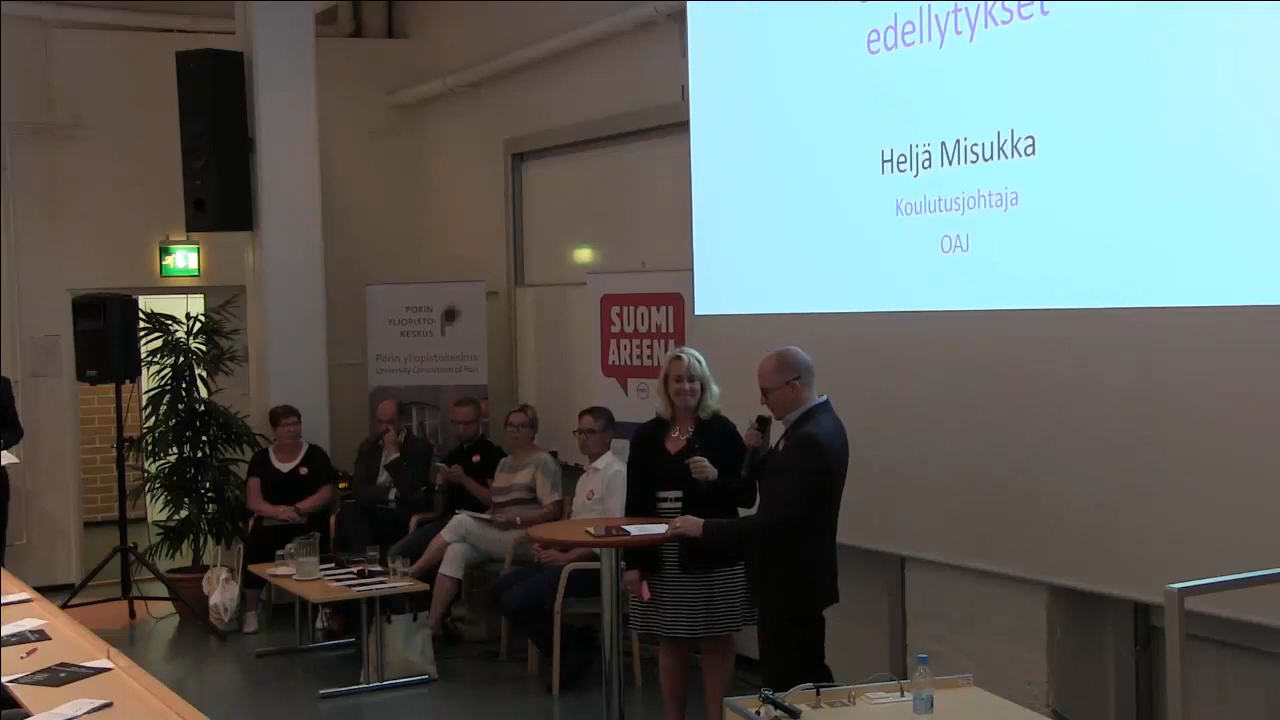 edellytykset
Heljä Misukka
Koulutusjohtaja
OAJ
PORIN
YLIOPISTO-
KESKUS
Porin yliopistokeskus
University Consortium of Pori
SUOMI
AREENA